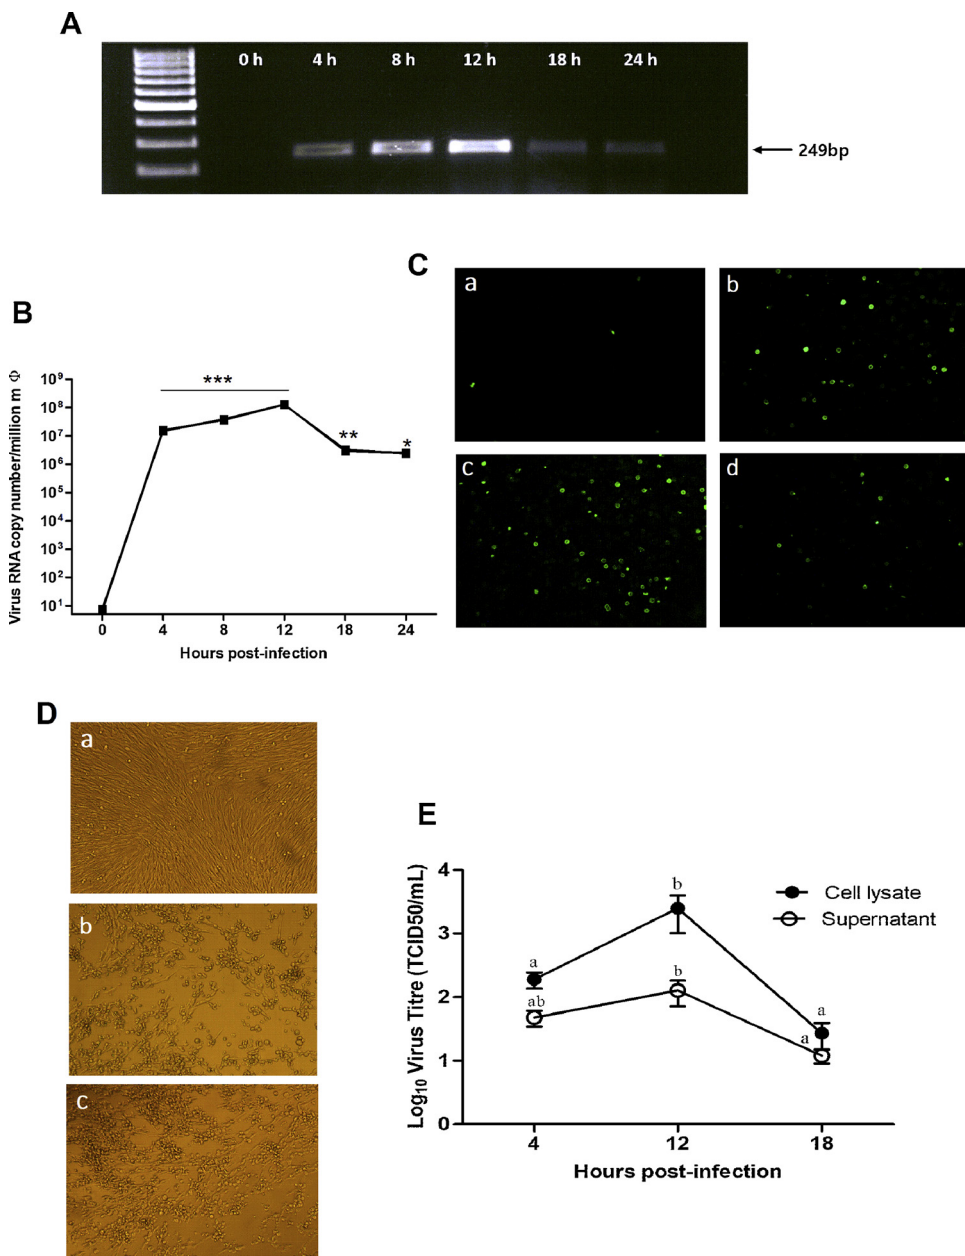 A
0 h 4 h 8 h 12 h 18 h 24 h
249bp
B
Virus RNA copy number/million m Φ
10⁹
10⁸
10⁷
10⁶
10⁵
10⁴
10³
10²
10¹
***
**
*
0 4 8 12 18 24
Hours post-infection
C
a
b
c
d
D
a
b
c
E
Log₁₀ Virus Titre (TCID50/mL)
4
3
2
1
0
a
b
a
ab
b
a
Cell lysate
Supernatant
4 12 18
Hours post-infection